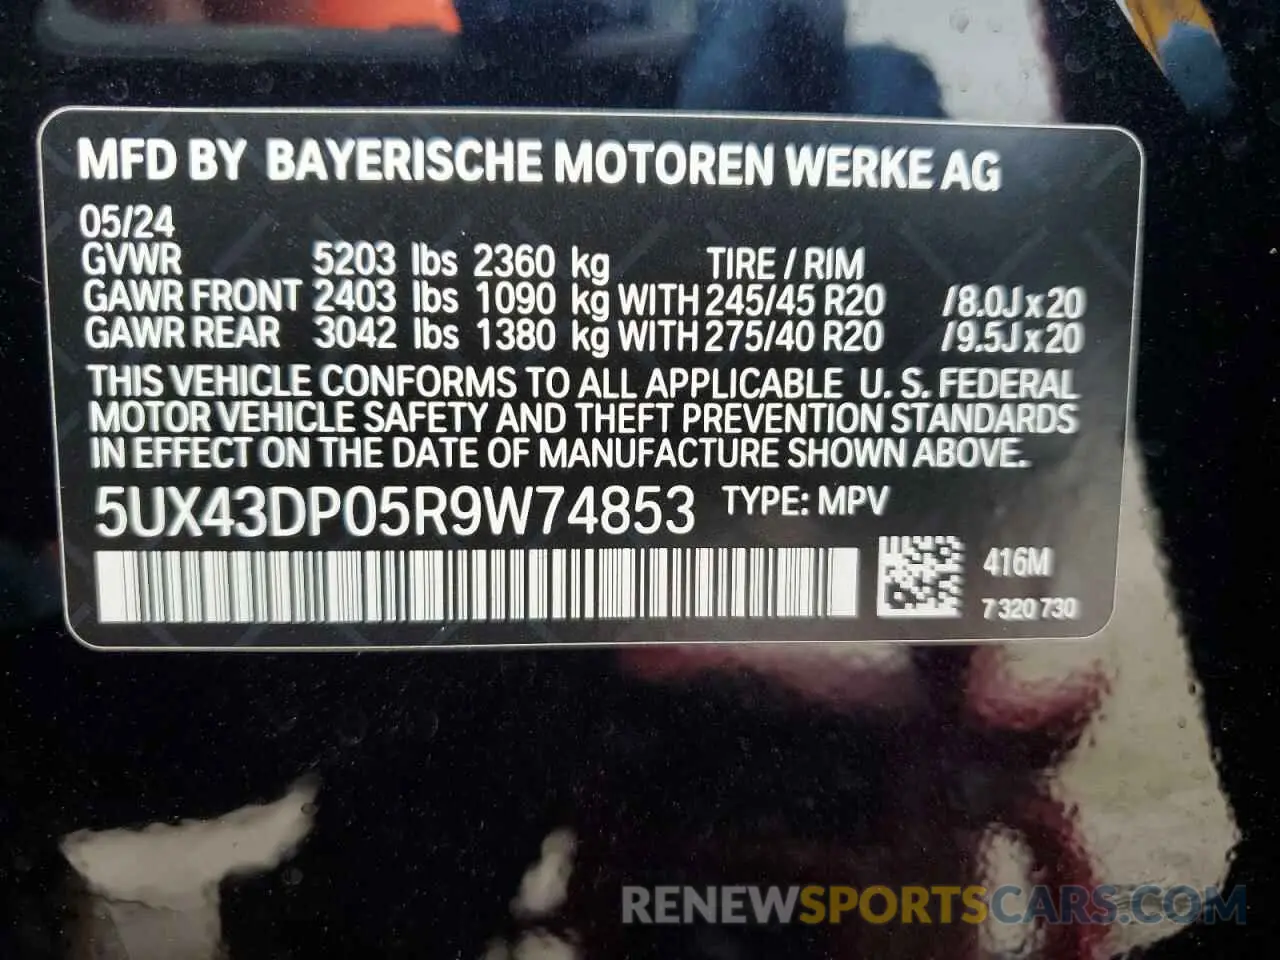 MFD BY BAYERISCHE MOTOREN WERKE AG
05/24
GVWR 5203 lbs 2360 kg TIRE / RIM
GAWR FRONT 2403 lbs 1090 kg WITH 245/45 R20 /8.0J x 20
GAWR REAR 3042 lbs 1380 kg WITH 275/40 R20 /9.5J x 20
THIS VEHICLE CONFORMS TO ALL APPLICABLE U. S. FEDERAL
MOTOR VEHICLE SAFETY AND THEFT PREVENTION STANDARDS
IN EFFECT ON THE DATE OF MANUFACTURE SHOWN ABOVE.
5UX43DP05R9W74853 TYPE: MPV
416M
7 320 730
RENEWSPORTSCARS.COM